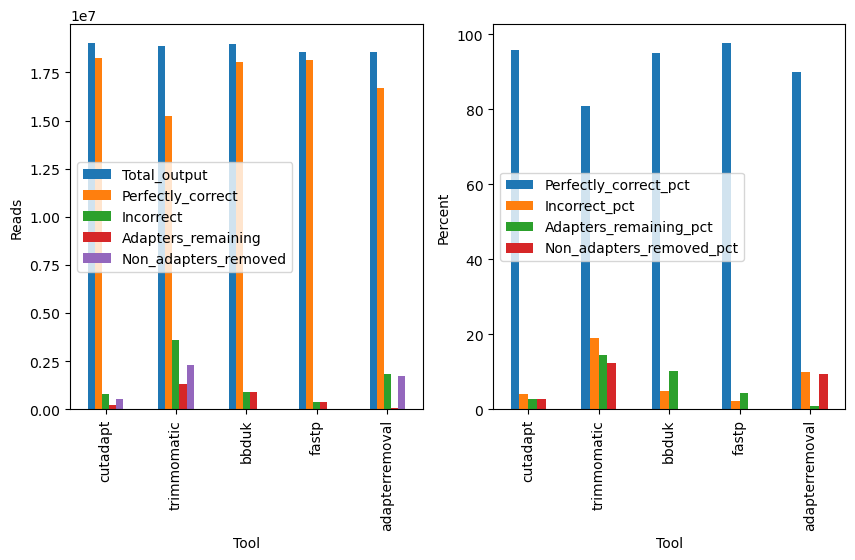 1e7
Reads
1.75
1.50
1.25
1.00
0.75
0.50
0.25
0.00
Total_output
Perfectly_correct
Incorrect
Adapters_remaining
Non_adapters_removed
cutadapt
trimmomatic
bbduk
fastp
adapterremoval
Tool
Percent
100
80
60
40
20
0
Perfectly_correct_pct
Incorrect_pct
Adapters_remaining_pct
Non_adapters_removed_pct
cutadapt
trimmomatic
bbduk
fastp
adapterremoval
Tool